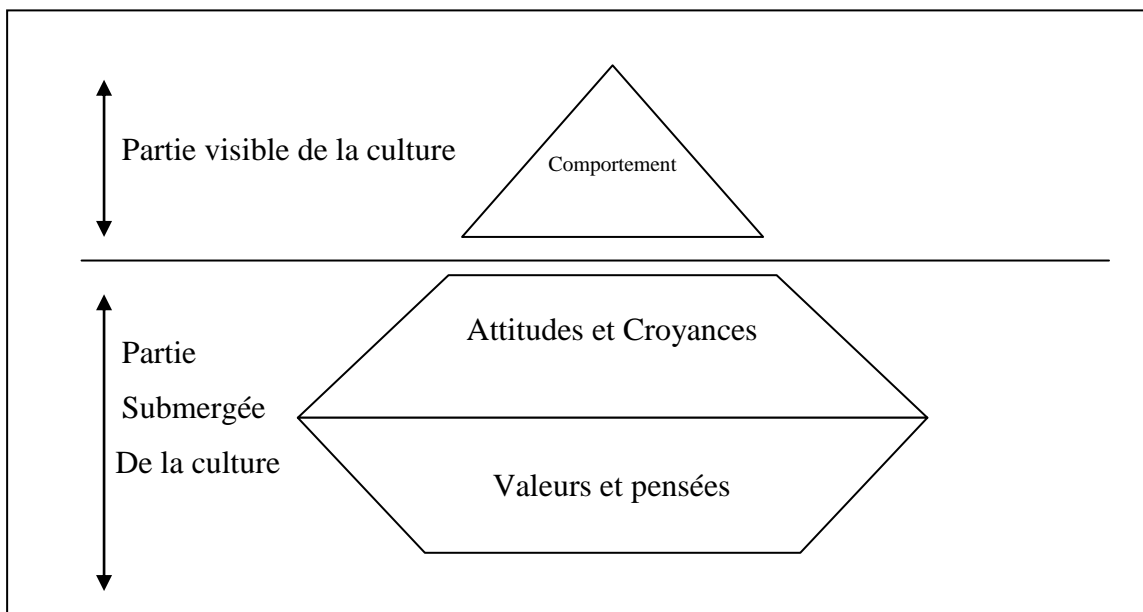 Partie visible de la culture
Comportement
Attitudes et Croyances
Partie
Submergée
De la culture
Valeurs et pensées